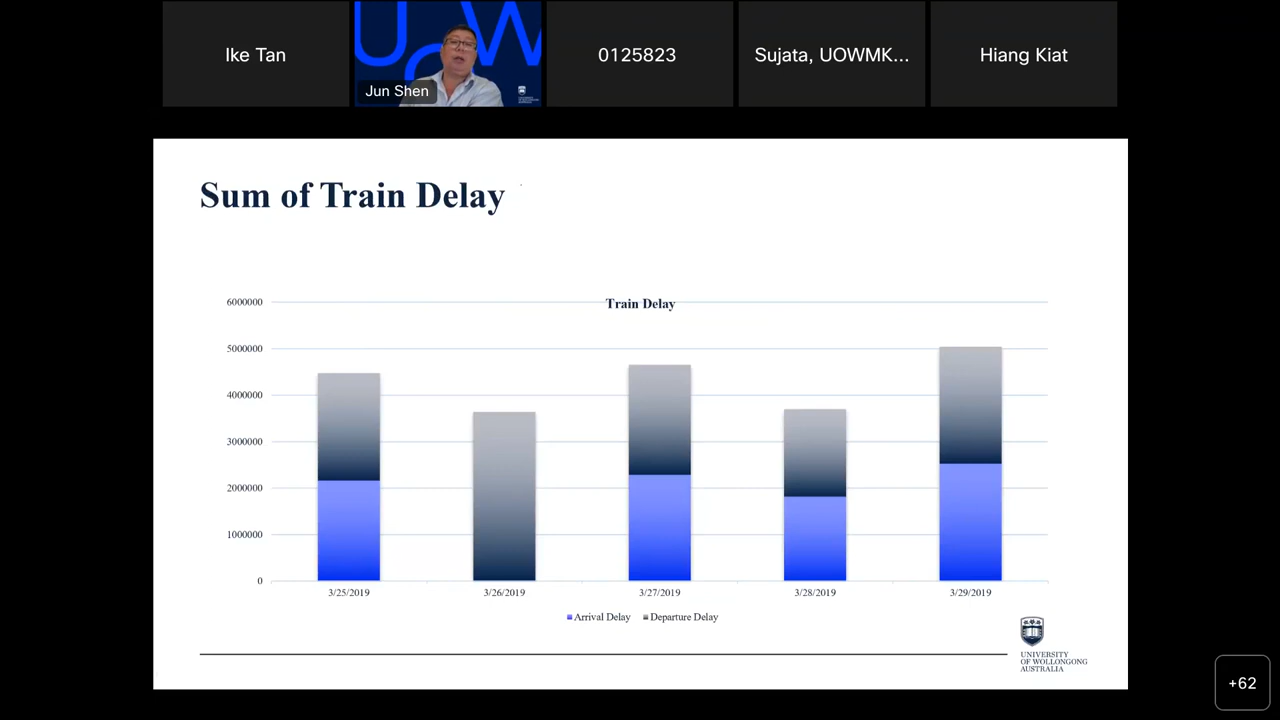 Ike Tan
UOW
Jun Shen
0125823
Sujata, UOWMK...
Hiang Kiat
Sum of Train Delay
Train Delay
6000000
5000000
4000000
3000000
2000000
1000000
0
3/25/2019
3/26/2019
3/27/2019
3/28/2019
3/29/2019
Arrival Delay
Departure Delay
UNIVERSITY
OF WOLLONGONG
AUSTRALIA
+62